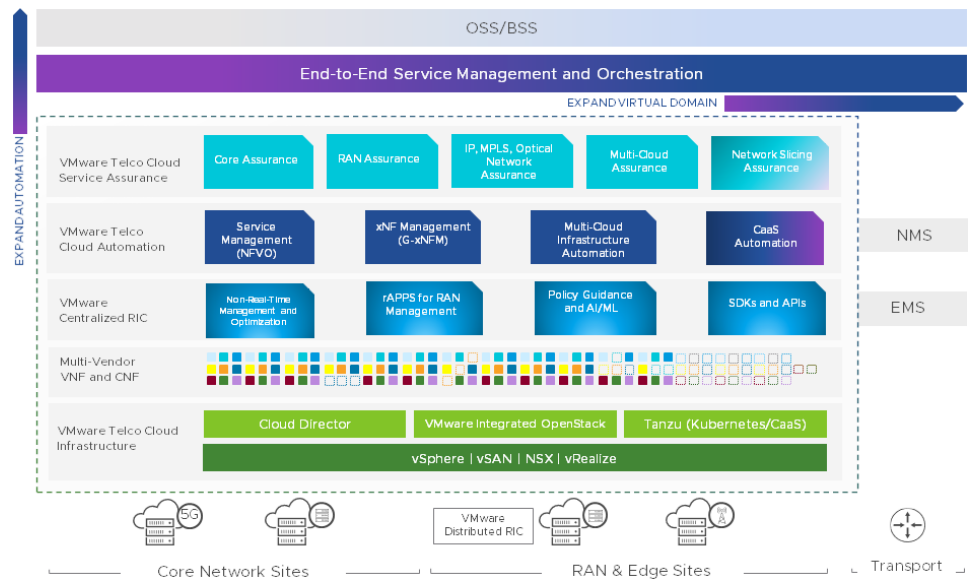 OSS/BSS
End-to-End Service Management and Orchestration
EXPAND VIRTUAL DOMAIN
EXPAND AUTOMATION
VMware Telco Cloud
Service Assurance
Core Assurance
RAN Assurance
IP, MPLS, Optical
Network
Assurance
Multi-Cloud
Assurance
Network Slicing
Assurance
VMware Telco
Cloud Automation
Service
Management
(NFVO)
xNF Management
(G-xNFM)
Multi-Cloud
Infrastructure
Automation
CaaS
Automation
NMS
VMware
Centralized RIC
Non-Real-Time
Management and
Optimization
rAPPS for RAN
Management
Policy Guidance
and AI/ML
SDKs and APIs
EMS
Multi-Vendor
VNF and CNF
VMware Telco Cloud
Infrastructure
Cloud Director
VMware Integrated OpenStack
Tanzu (Kubernetes/CaaS)
vSphere | vSAN | NSX | vRealize
5G
VMware
Distributed RIC
Core Network Sites
RAN & Edge Sites
Transport